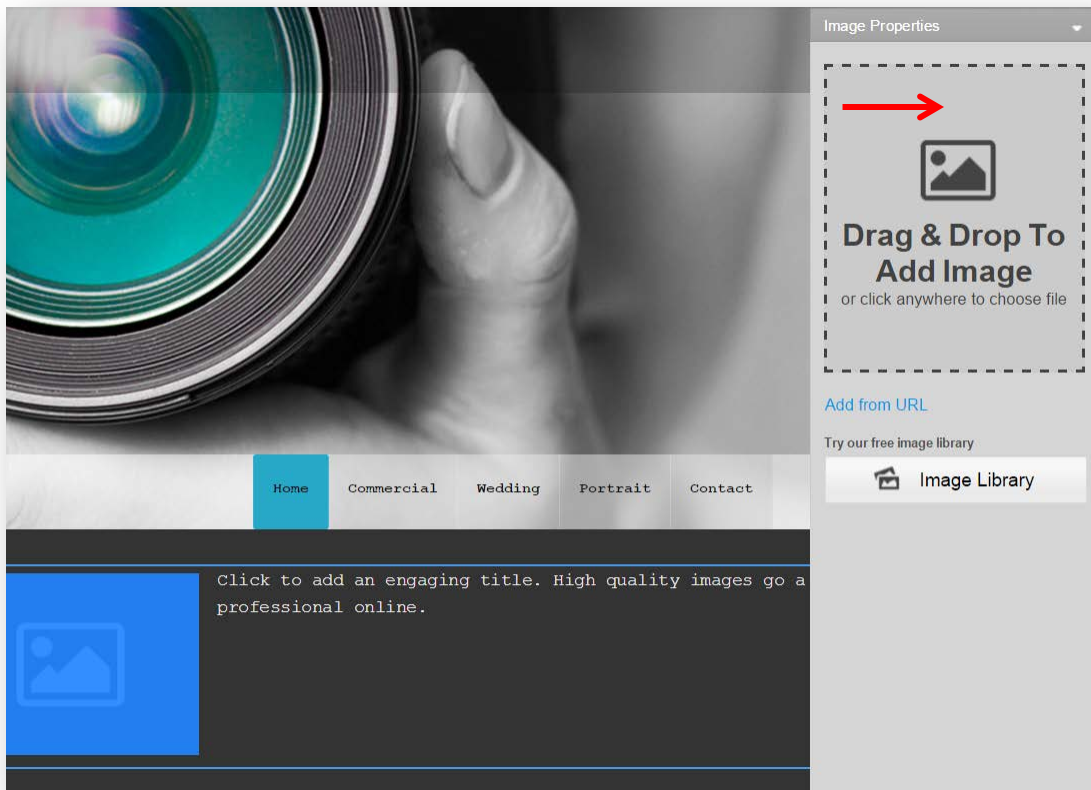 Image Properties
Drag & Drop To
Add Image
or click anywhere to choose file
Add from URL
Try our free image library
Image Library
Home Commercial Wedding Portrait Contact
Click to add an engaging title. High quality images go a
professional online.